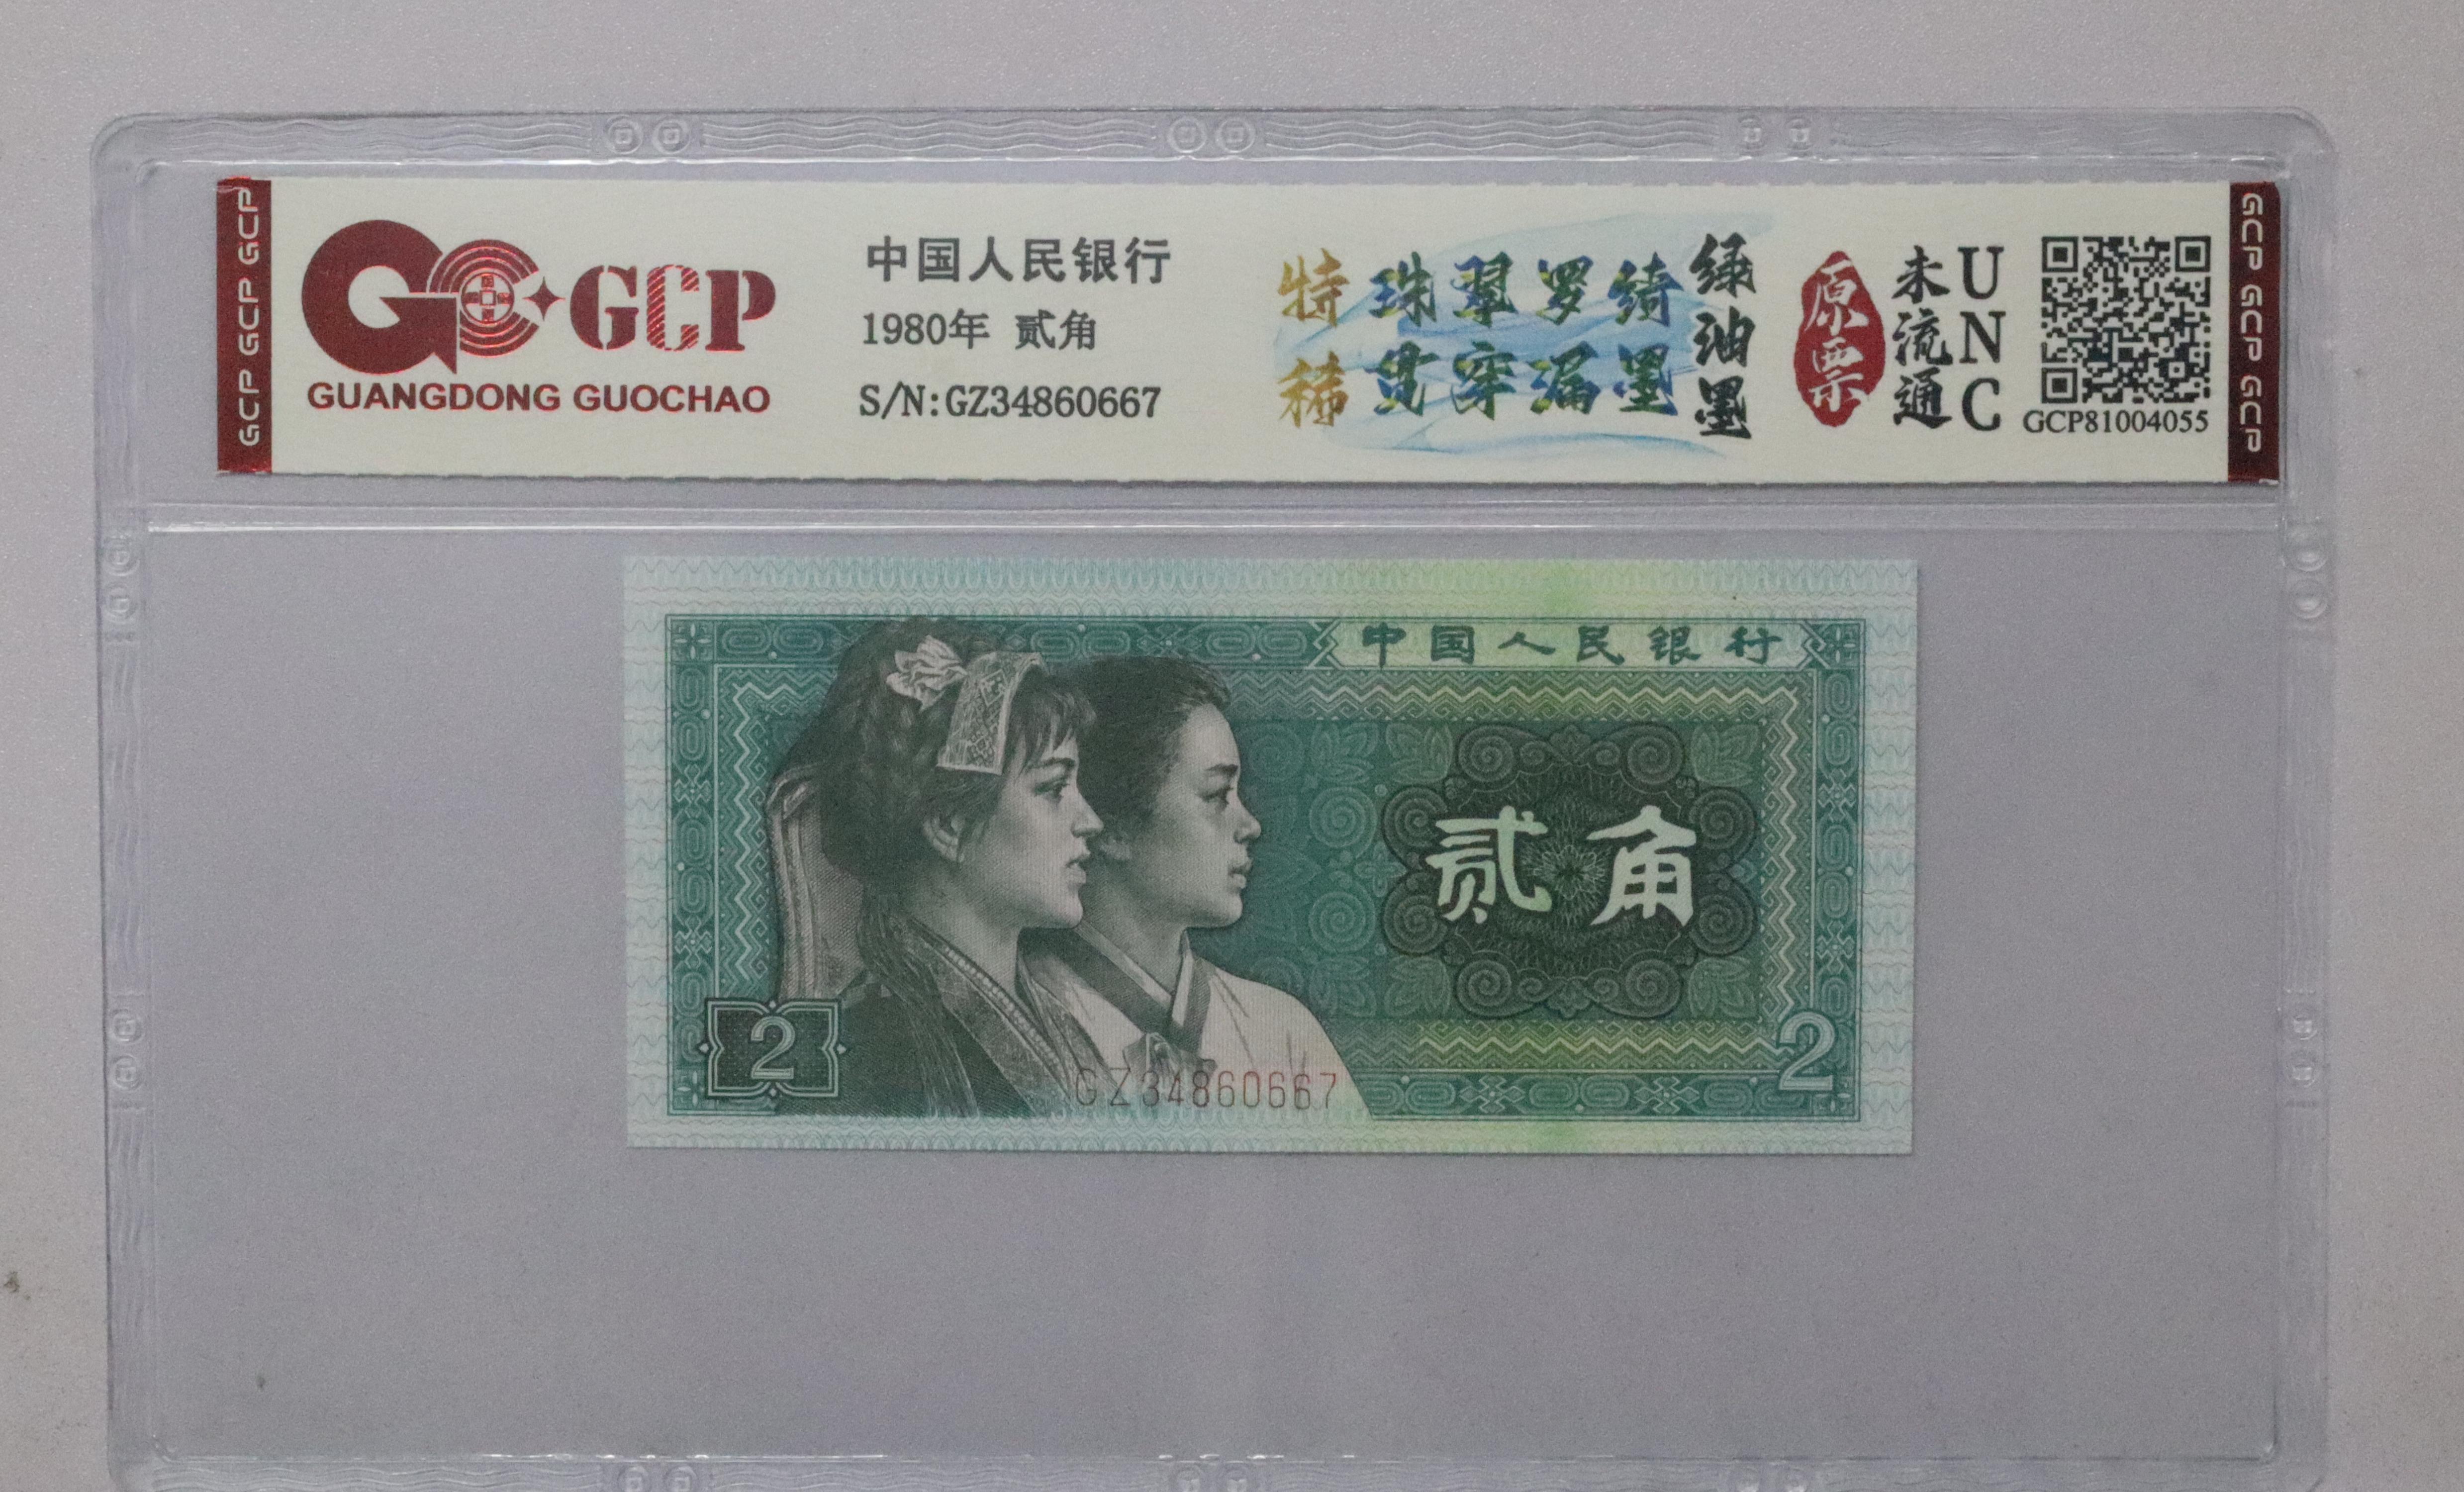 GCP GCP GCP
GCP
GUANGDONG GUOCHAO
中国人民银行
1980年 贰角
S/N:GZ34860667
特稀
珠翠罗绮
贯穿漏墨
绿油墨
原票
未流通
UNC
GCP81004055
GCP GCP GCP
中国人民银行
贰角
2
2
GZ34860667